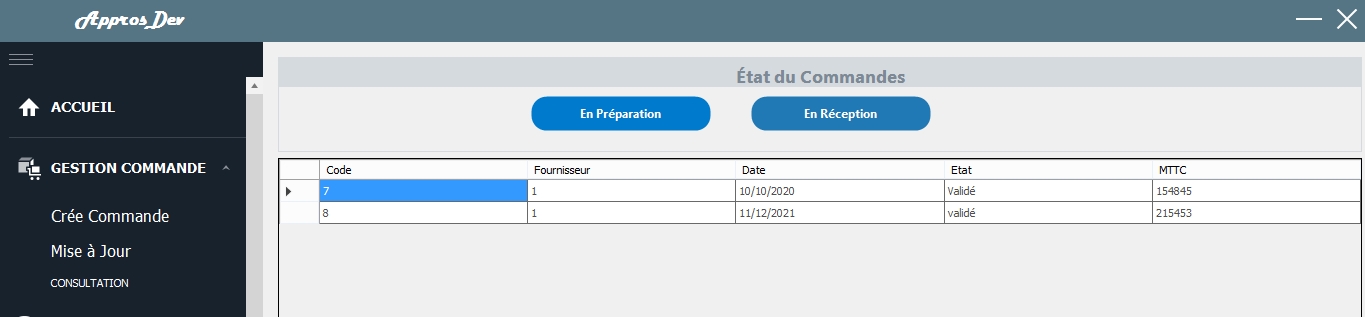 Appros Dev
ACCUEIL
GESTION COMMANDE
Crée Commande
Mise à Jour
CONSULTATION
État du Commandes
En Préparation En Réception
Code Fournisseur Date Etat MTTC
7 1 10/10/2020 Validé 154845
8 1 11/12/2021 validé 215453